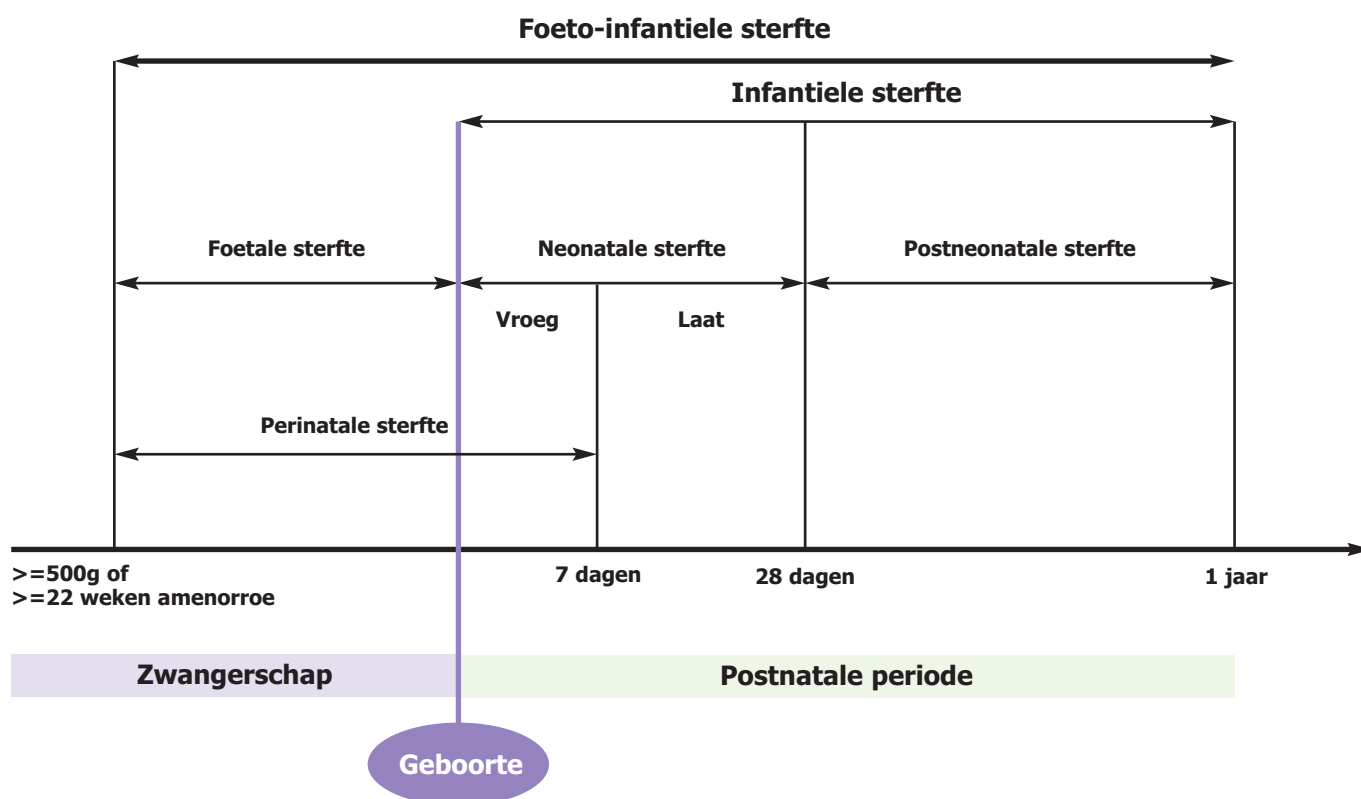 Foeto-infantiele sterfte
Infantiele sterfte
Foetale sterfte
Neonatale sterfte
Postneonatale sterfte
Vroeg
Laat
Perinatale sterfte
>=500g of
>=22 weken amenorroe
7 dagen
28 dagen
1 jaar
Zwangerschap
Postnatale periode
Geboorte